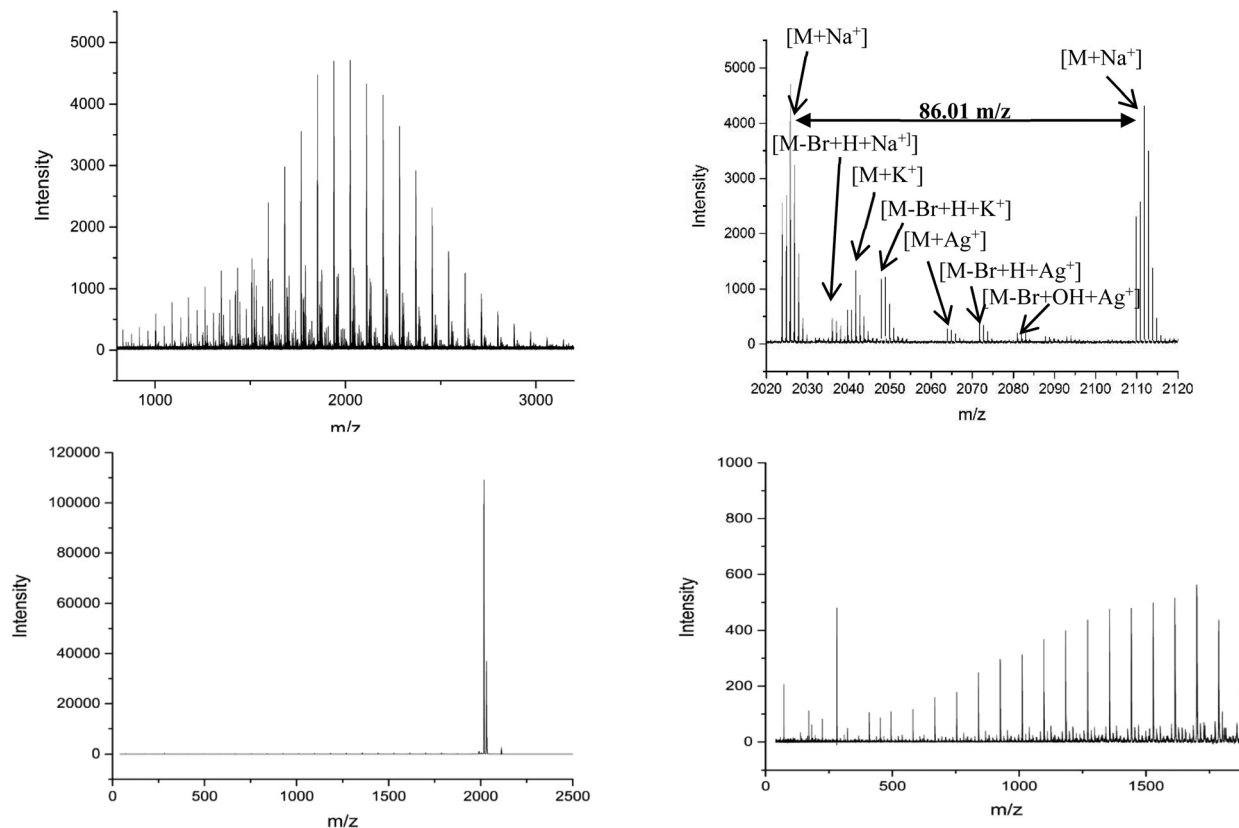 5000
4000
3000
2000
1000
0
Intensity
1000
2000
3000
m/z
[M+Na⁺]
[M+Na⁺]
86.01 m/z
[M-Br+H+Na⁺]
[M+K⁺]
[M-Br+H+K⁺]
[M+Ag⁺]
[M-Br+H+Ag⁺]
[M-Br+OH+Ag⁺]
5000
4000
3000
2000
1000
0
Intensity
2020 2030 2040 2050 2060 2070 2080 2090 2100 2110 2120
m/z
120000
100000
80000
60000
40000
20000
0
Intensity
0 500 1000 1500 2000 2500
m/z
1000
800
600
400
200
0
Intensity
0 500 1000 1500
m/z